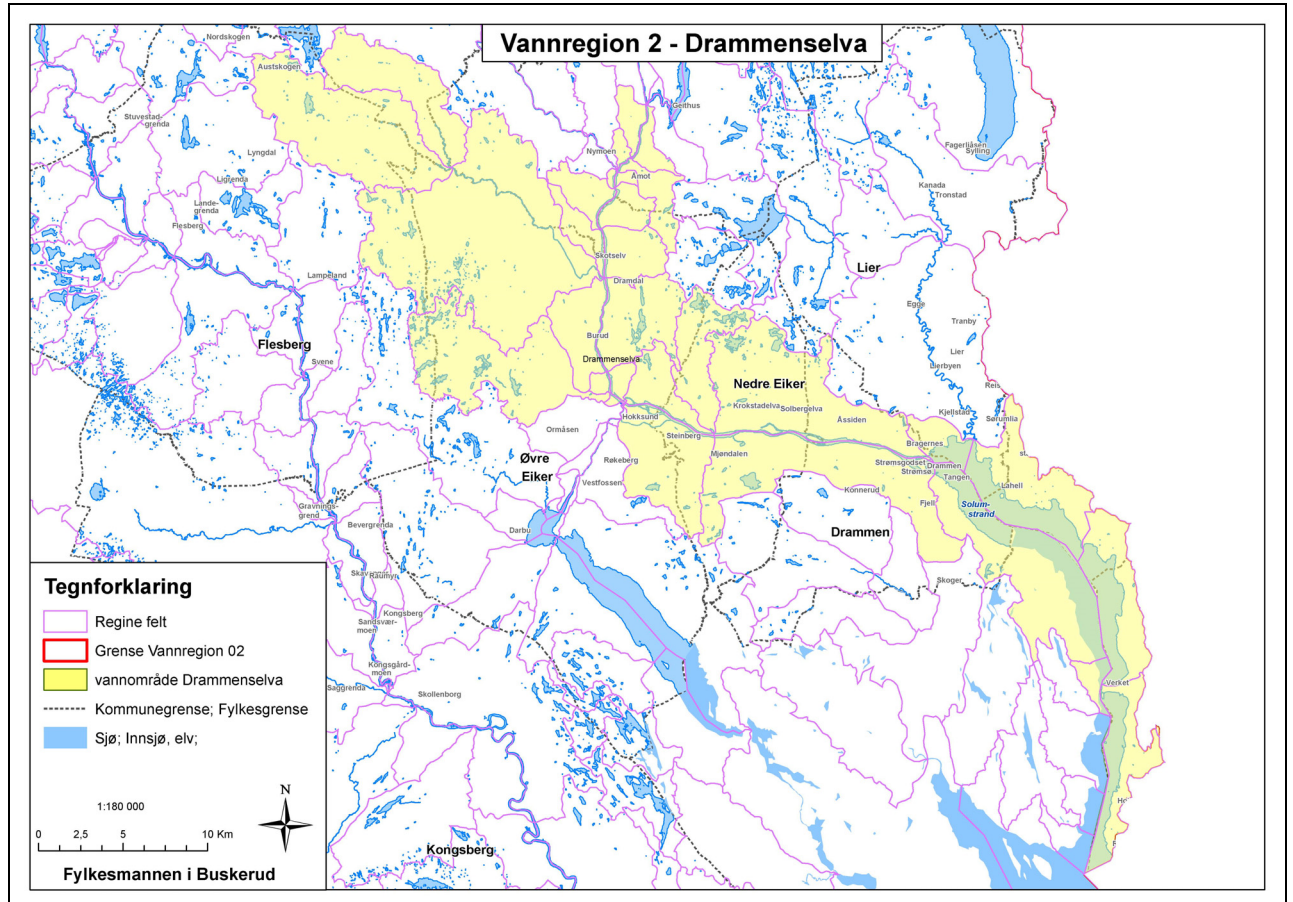 Vannregion 2 - Drammenselva
Nordskogen
Austskogen
Geithus
Stuvestad-
grenda
Fagerliåsen
Sylling
Lyngdal
Nymoen
Åmot
Ligrenda
Kanada
Tronstad
Lande-
grenda
Flesberg
Skotselv
Lier
Lampeland
Dramdal
Egge
Tranby
Burud
Flesberg
Drammenselva
Svene
Lier
Lierbyen
Nedre Eiker
Reis
Krokstadelva
Solbergelva
Kjellstad
Sørumlia
Hokksund
Åssiden
Ormåsen
Steinberg
Bragernes
st.
Øvre
Eiker
Røkeberg
Mjøndalen
Strømsgodset
Drammen
Strømsø
Tangen
Vestfossen
Konnerud
Lahell
Fjell
Solum-
strand
Gravnings-
grend
Bevergrenda
Darbu
Drammen
Skoger
Raumyr
Kongsberg
Sandsvær-
moen
Kongsgård-
moen
Saggrenda
Skollenborg
Verket
Kongsberg
Tegnforklaring
Regine felt
Grense Vannregion 02
vannområde Drammenselva
Kommunegrense; Fylkesgrense
Sjø; Innsjø, elv;
1:180 000
N
0 2,5 5 10 Km
Fylkesmannen i Buskerud